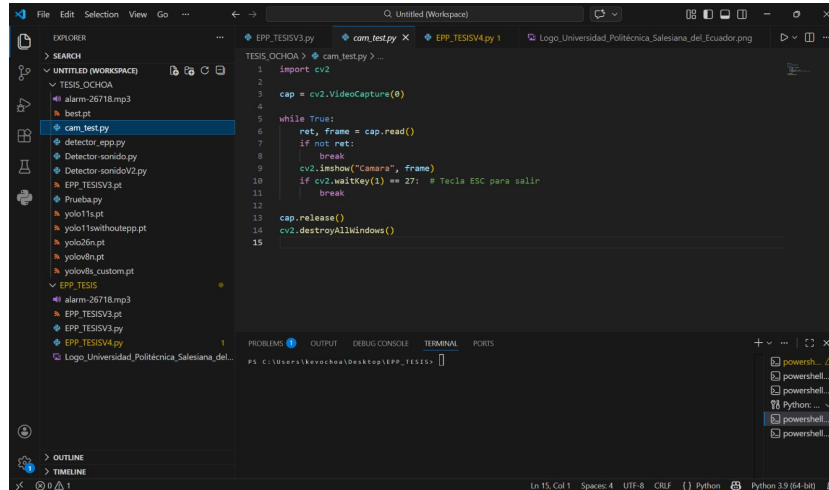 File Edit Selection View Go ··· Untitled (Workspace)
EXPLORER ···
> SEARCH
UNTITLED (WORKSPACE)
TESIS_OCHOA
alarm-26718.mp3
best.pt
cam_test.py
detector_epp.py
Detector-sonido.py
Detector-sonidoV2.py
EPP_TESISV3.pt
Prueba.py
yolo11s.pt
yolo11swithoutepp.pt
yolo26n.pt
yolov8n.pt
yolov8s_custom.pt
EPP_TESIS
alarm-26718.mp3
EPP_TESISV3.pt
EPP_TESISV3.py
EPP_TESISV4.py 1
Logo_Universidad_Politécnica_Salesiana_del...
> OUTLINE
> TIMELINE
EPP_TESISV3.py cam_test.py EPP_TESISV4.py 1 Logo_Universidad_Politécnica_Salesiana_del_Ecuador.png
TESIS_OCHOA > cam_test.py > ...
1 import cv2
2
3 cap = cv2.VideoCapture(0)
4
5 while True:
6 ret, frame = cap.read()
7 if not ret:
8 break
9 cv2.imshow("Camara", frame)
10 if cv2.waitKey(1) == 27: # Tecla ESC para salir
11 break
12
13 cap.release()
14 cv2.destroyAllWindows()
15
PROBLEMS 1 OUTPUT DEBUG CONSOLE TERMINAL PORTS
PS C:\Users\kevochoa\Desktop\EPP_TESIS>
powersh...
powershell...
powershell...
Python: ...
powershell...
powershell...
1
0 1 Ln 15, Col 1 Spaces: 4 UTF-8 CRLF {} Python Python 3.9 (64-bit)